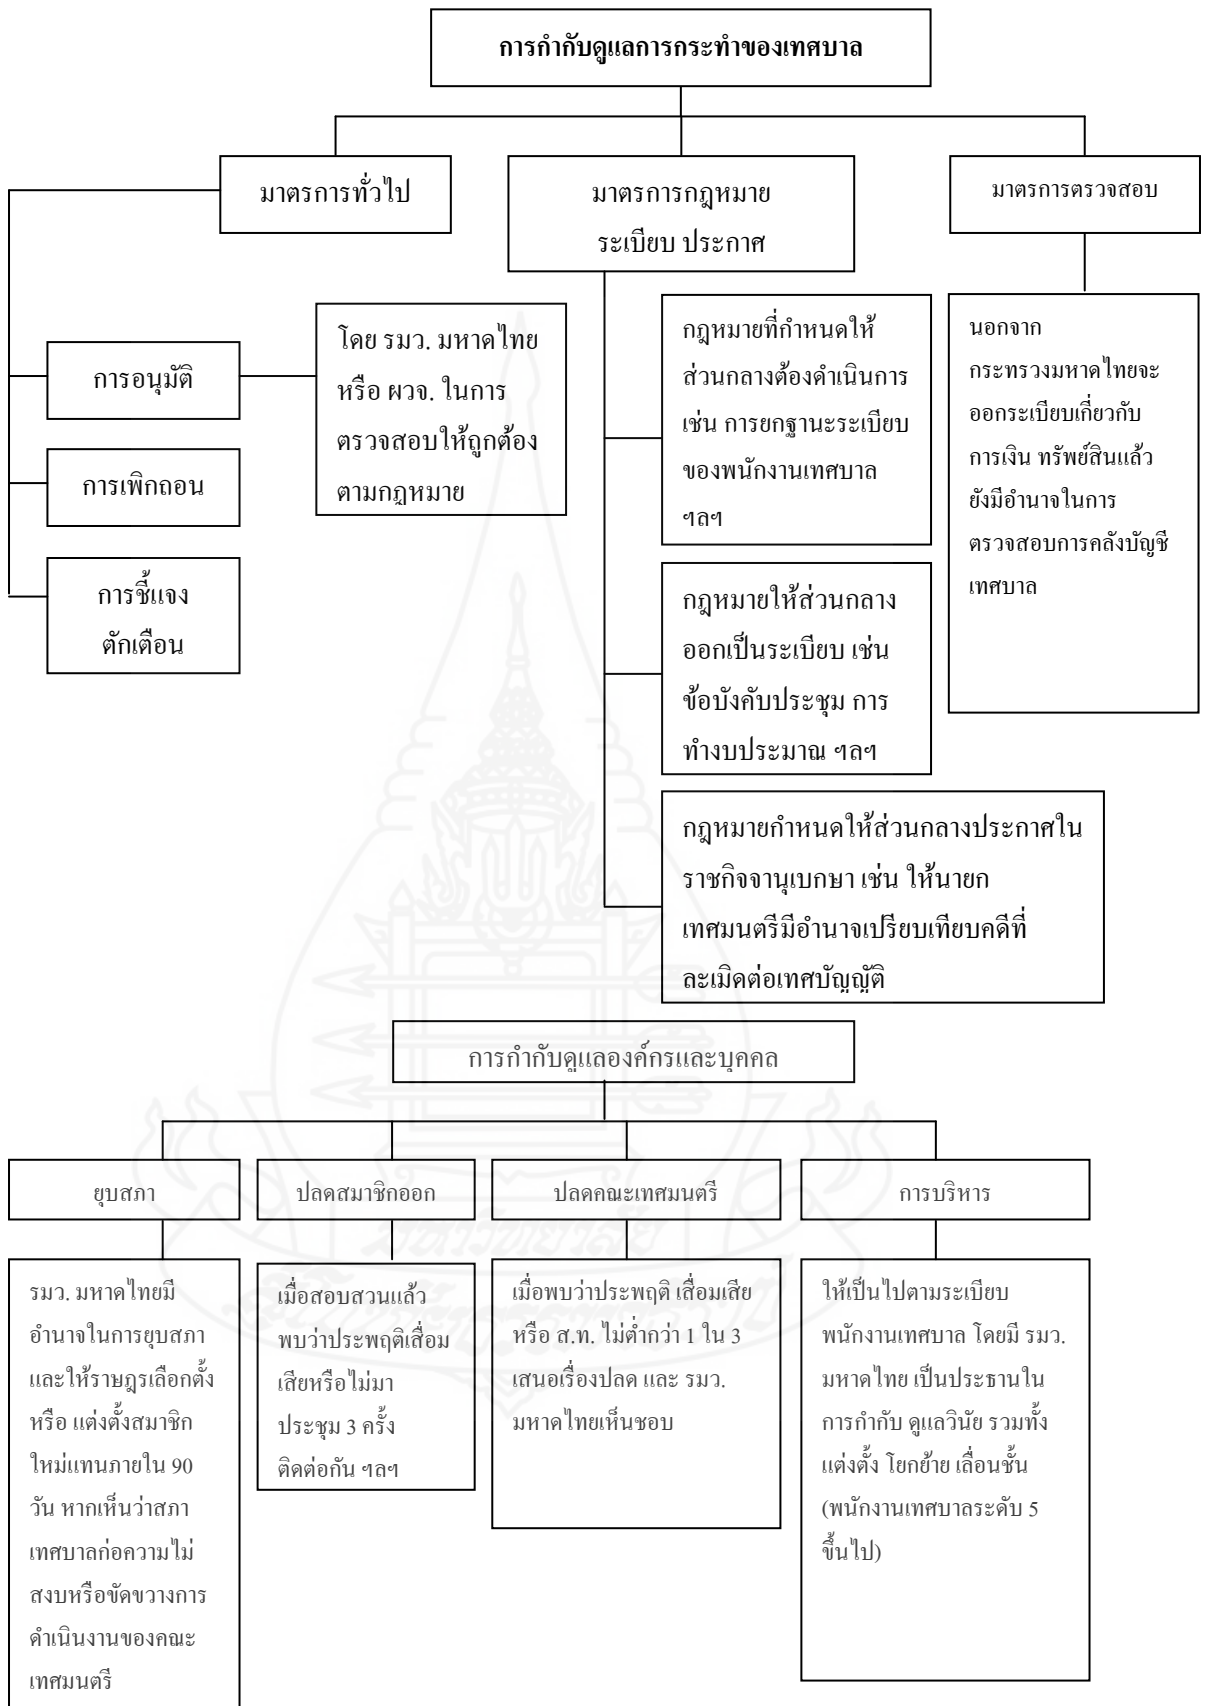 การกำกับดูแลการกระทำของเทศบาล
มาตรการทั่วไป
มาตรการกฎหมาย
ระเบียบ ประกาศ
มาตรการตรวจสอบ
การอนุมัติ
โดย รมว. มหาดไทย
หรือ ผวจ. ในการ
ตรวจสอบให้ถูกต้อง
ตามกฎหมาย
การเพิกถอน
การชี้แจง
ตักเตือน
กฎหมายที่กำหนดให้
ส่วนกลางต้องดำเนินการ
เช่น การยกฐานะระเบียบ
ของพนักงานเทศบาล
ฯลฯ
กฎหมายให้ส่วนกลาง
ออกเป็นระเบียบ เช่น
ข้อบังคับประชุม การ
ทำงบประมาณ ฯลฯ
กฎหมายกำหนดให้ส่วนกลางประกาศใน
ราชกิจจานุเบกษา เช่น ให้นายก
เทศมนตรีมีอำนาจเปรียบเทียบคดีที่
ละเมิดต่อเทศบัญญัติ
นอกจาก
กระทรวงมหาดไทยจะ
ออกระเบียบเกี่ยวกับ
การเงิน ทรัพย์สินแล้ว
ยังมีอำนาจในการ
ตรวจสอบการคลังบัญชี
เทศบาล
การกำกับดูแลองค์กรและบุคคล
ยุบสภา
ปลดสมาชิกออก
ปลดคณะเทศมนตรี
การบริหาร
รมว. มหาดไทยมี
อำนาจในการยุบสภา
และให้ราษฎรเลือกตั้ง
หรือ แต่งตั้งสมาชิก
ใหม่แทนภายใน 90
วัน หากเห็นว่าสภา
เทศบาลก่อความไม่
สงบหรือขัดขวางการ
ดำเนินงานของคณะ
เทศมนตรี
เมื่อสอบสวนแล้ว
พบว่าประพฤติเสื่อม
เสียหรือไม่มา
ประชุม 3 ครั้ง
ติดต่อกัน ฯลฯ
เมื่อพบว่าประพฤติ เสื่อมเสีย
หรือ ส.ท. ไม่ต่ำกว่า 1 ใน 3
เสนอเรื่องปลด และ รมว.
มหาดไทยเห็นชอบ
ให้เป็นไปตามระเบียบ
พนักงานเทศบาล โดยมี รมว.
มหาดไทย เป็นประธานใน
การกำกับ ดูแลวินัย รวมทั้ง
แต่งตั้ง โยกย้าย เลื่อนชั้น
(พนักงานเทศบาลระดับ 5
ขึ้นไป)
มหาวิทยาลัย
สุโขทัยธรรมาธิราช